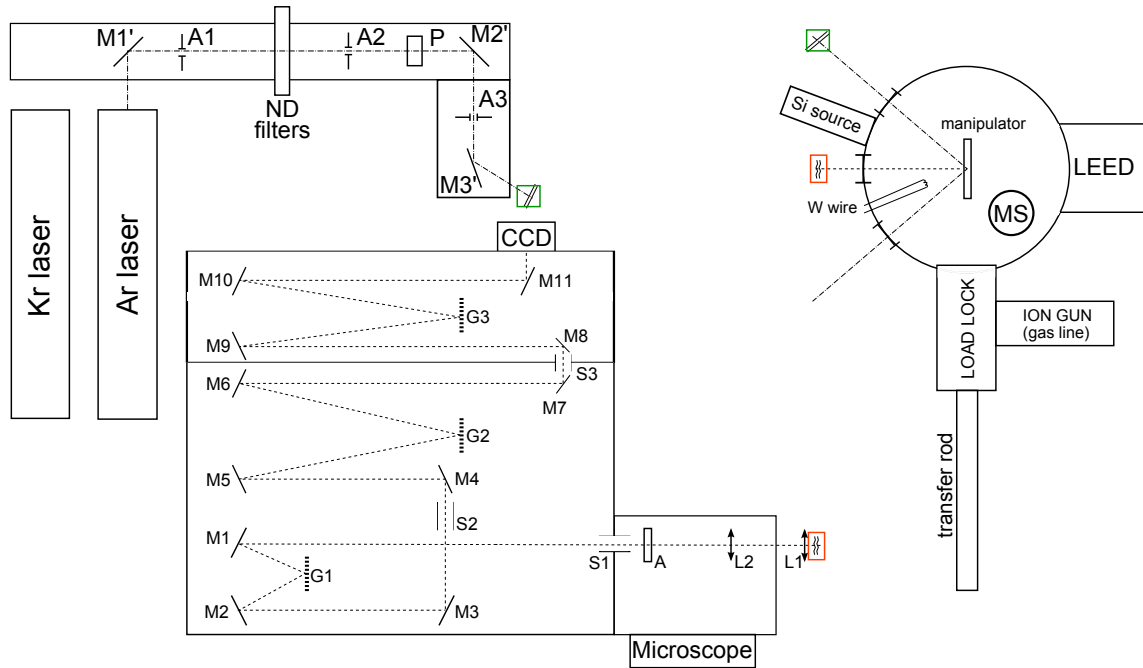 M1'
A1
A2
P
M2'
ND
filters
A3
M3'
Kr laser
Ar laser
CCD
M10
M11
G3
M9
M8
S3
M6
M7
G2
M5
M4
S2
M1
S1
A
L2
L1
G1
M2
M3
Microscope
Si source
manipulator
LEED
W wire
MS
LOAD LOCK
ION GUN
(gas line)
transfer rod